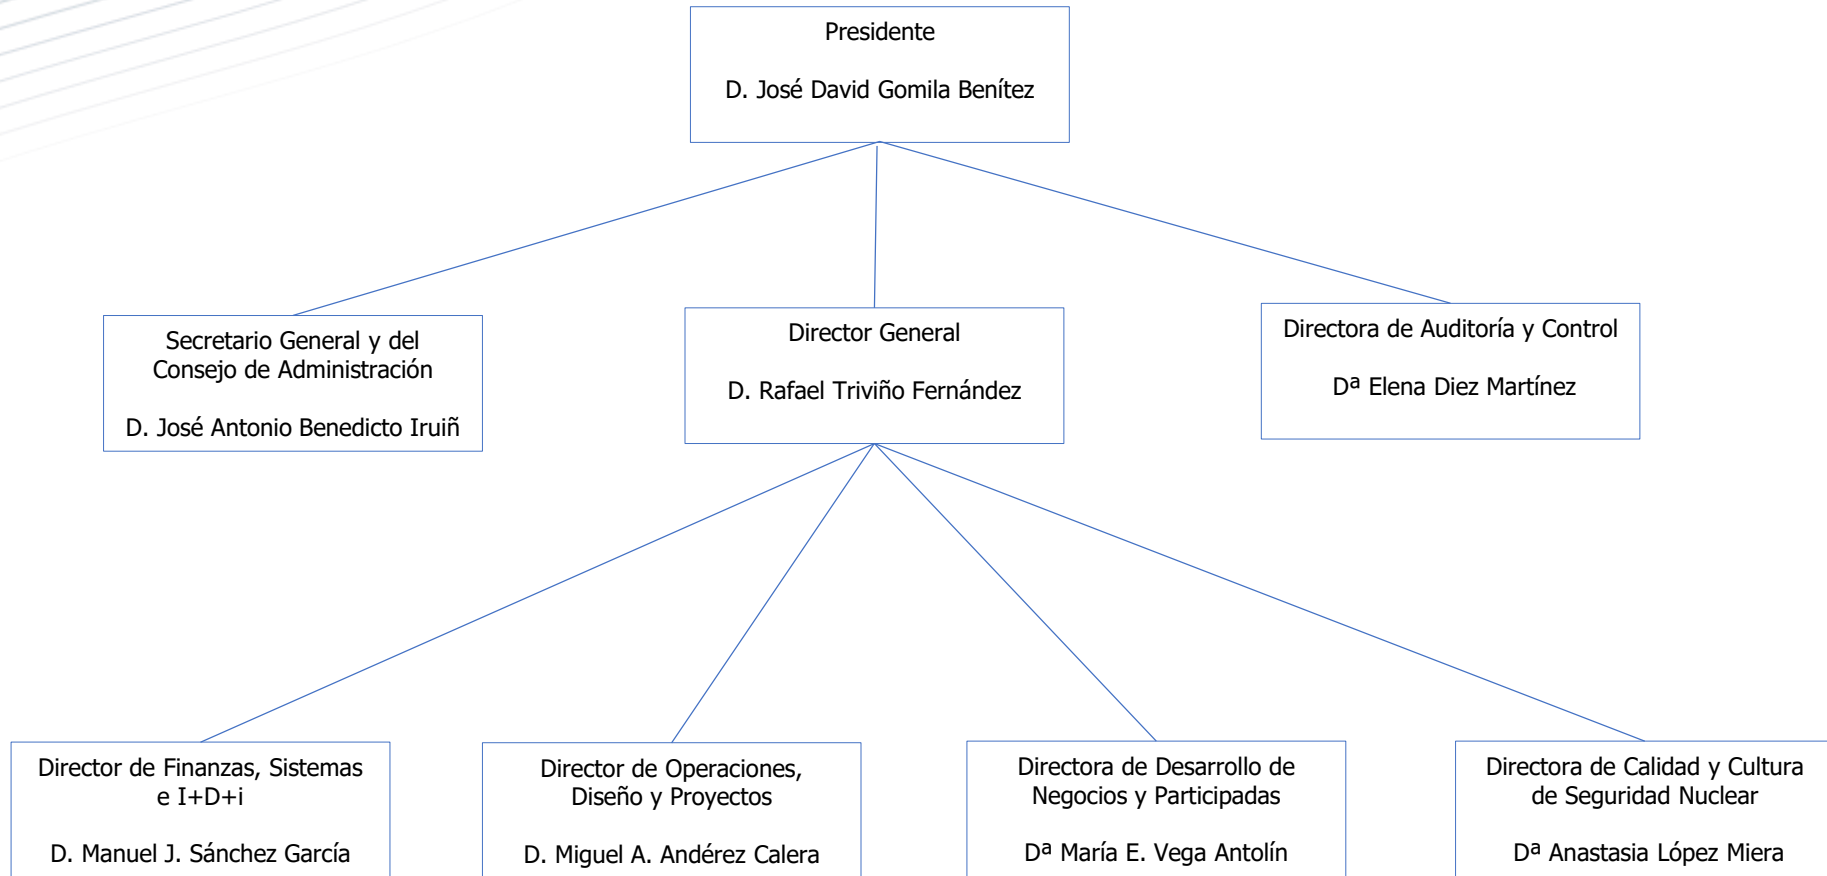 Presidente
D. José David Gomila Benítez
Secretario General y del
Consejo de Administración
D. José Antonio Benedicto Iruiñ
Director General
D. Rafael Triviño Fernández
Directora de Auditoría y Control
Dª Elena Diez Martínez
Director de Finanzas, Sistemas
e I+D+i
D. Manuel J. Sánchez García
Director de Operaciones,
Diseño y Proyectos
D. Miguel A. Andérez Calera
Directora de Desarrollo de
Negocios y Participadas
Dª María E. Vega Antolín
Directora de Calidad y Cultura
de Seguridad Nuclear
Dª Anastasia López Miera